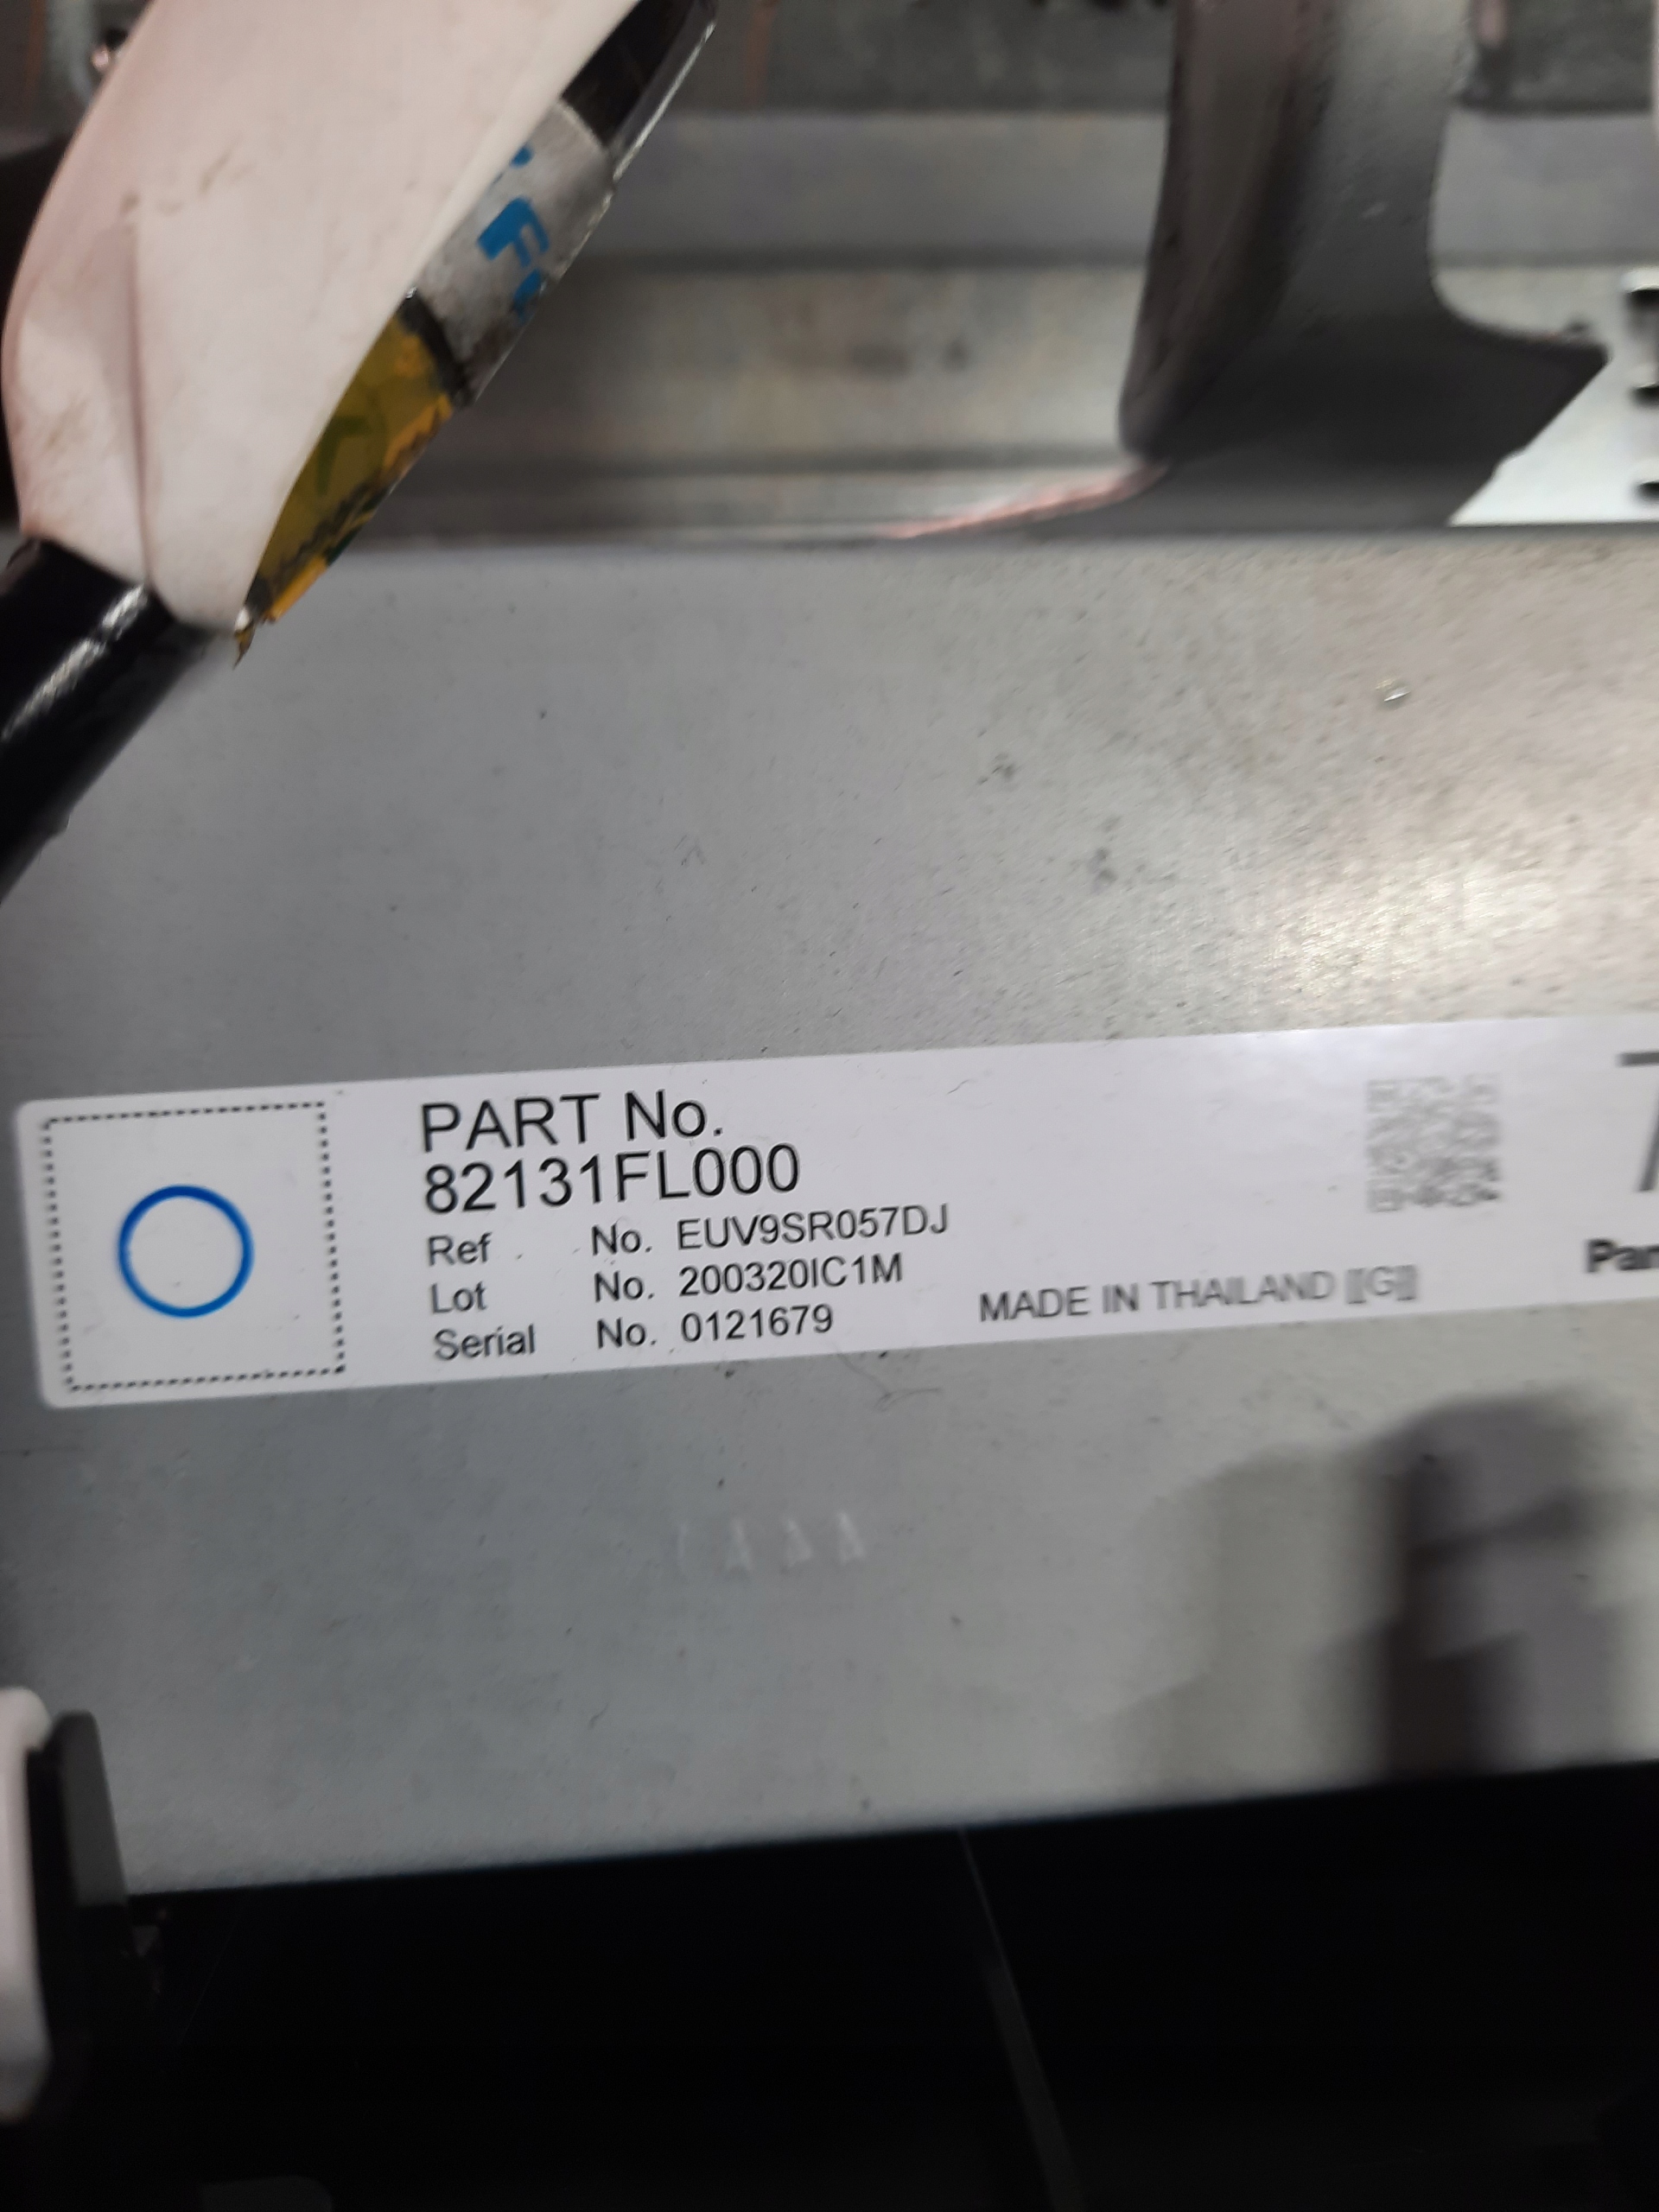 PART No.
82131FL000
Ref No. EUV9SR057DJ
Lot No. 200320IC1M
Serial No. 0121679
MADE IN THAILAND [[G]]